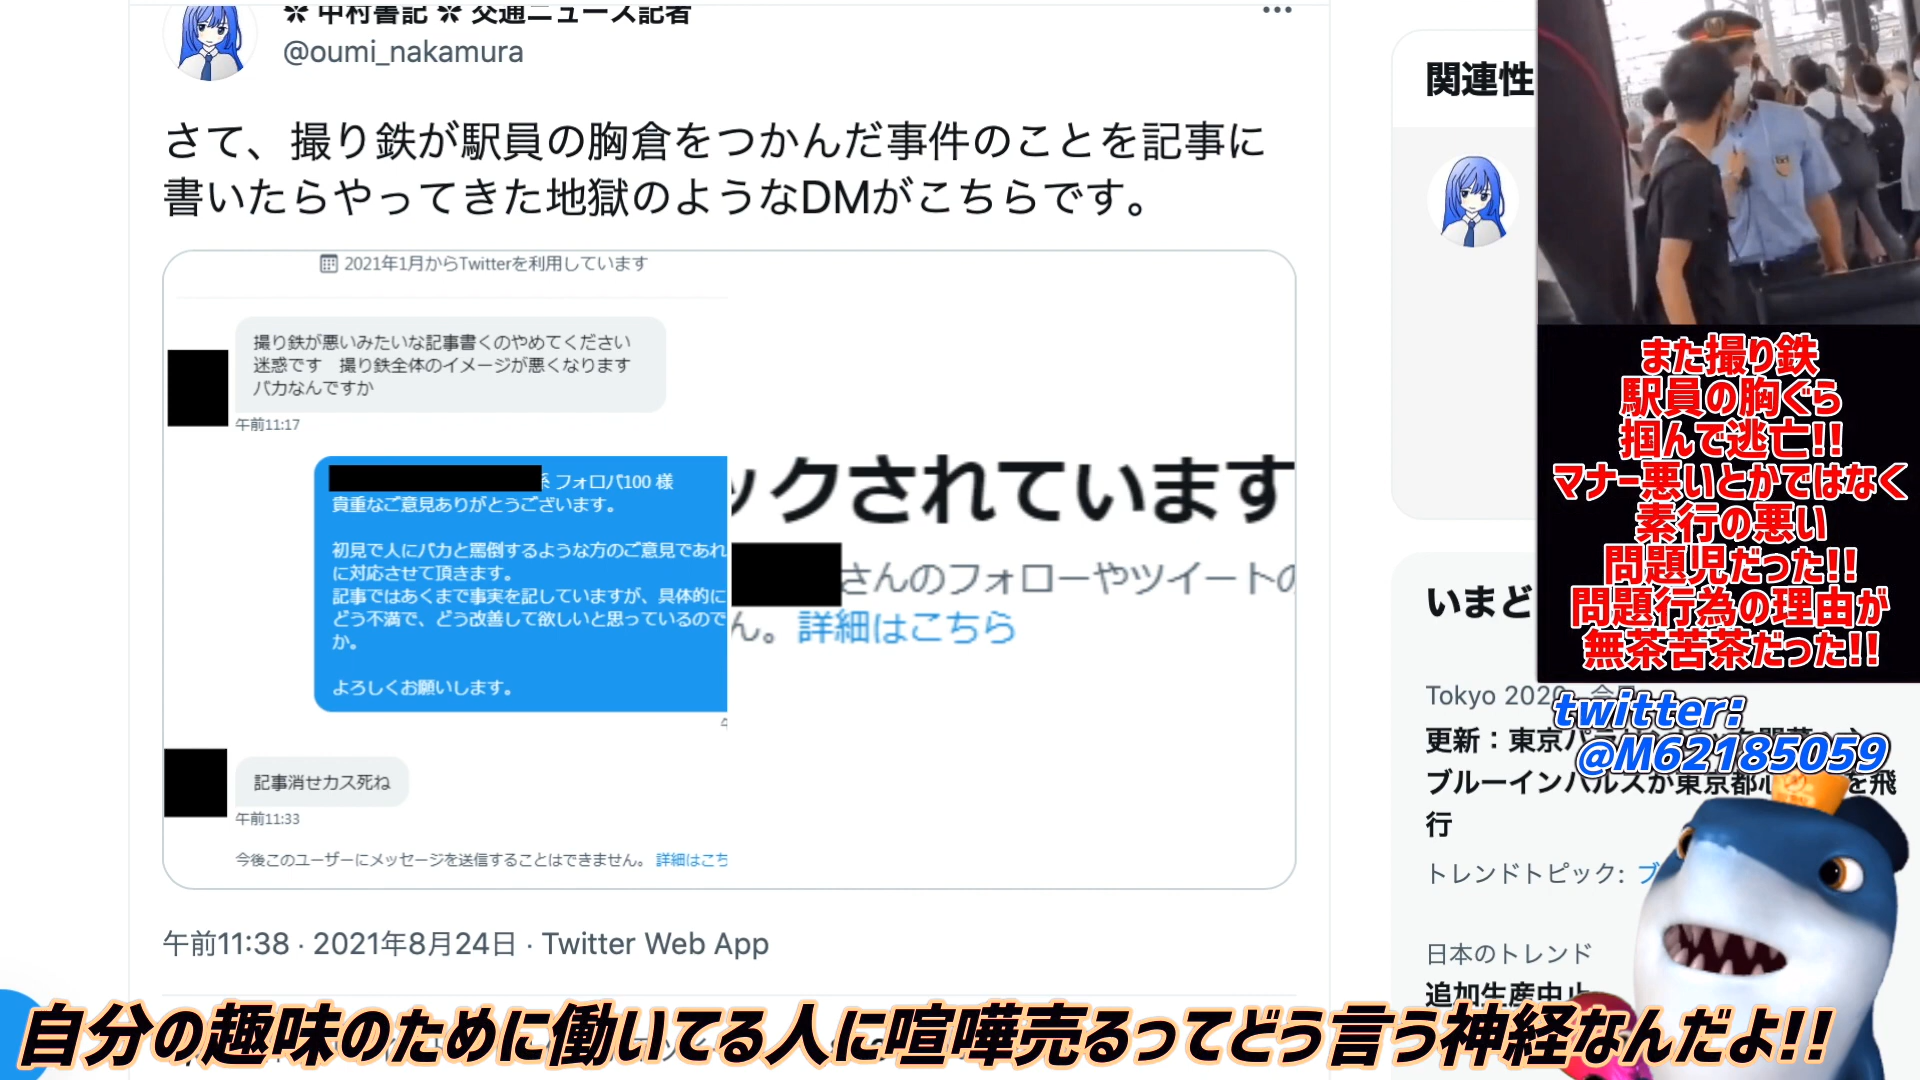 ✲ 中村書記 ✲ 交通ニュース記者
@oumi_nakamura
さて、撮り鉄が駅員の胸倉をつかんだ事件のことを記事に
書いたらやってきた地獄のようなDMがこちらです。
2021年1月からTwitterを利用しています
撮り鉄が悪いみたいな記事書くのやめてください
迷惑です　撮り鉄全体のイメージが悪くなります
バカなんですか
午前11:17
系 フォロバ100 様
貴重なご意見ありがとうございます。
初見で人にバカと罵倒するような方のご意見であれ
に対応させて頂きます。
記事ではあくまで事実を記していますが、具体的に
どう不満で、どう改善して欲しいと思っているので
か。
よろしくお願いします。
記事消せカス死ね
午前11:33
今後このユーザーにメッセージを送信することはできません。 詳細はこち
ックされています
さんのフォローやツイートの
ん。詳細はこちら
午前11:38 · 2021年8月24日 · Twitter Web App
関連性
いまど
Tokyo 2020
更新：東京パ
ブルーインパルスが東京都心
を飛
行
トレンドトピック: ブ
日本のトレンド
追加生産中止
また撮り鉄
駅員の胸ぐら
掴んで逃亡!!
マナー悪いとかではなく
素行の悪い
問題児だった!!
問題行為の理由が
無茶苦茶だった!!
twitter:
@M62185059
自分の趣味のために働いてる人に喧嘩売るってどう言う神経なんだよ!!